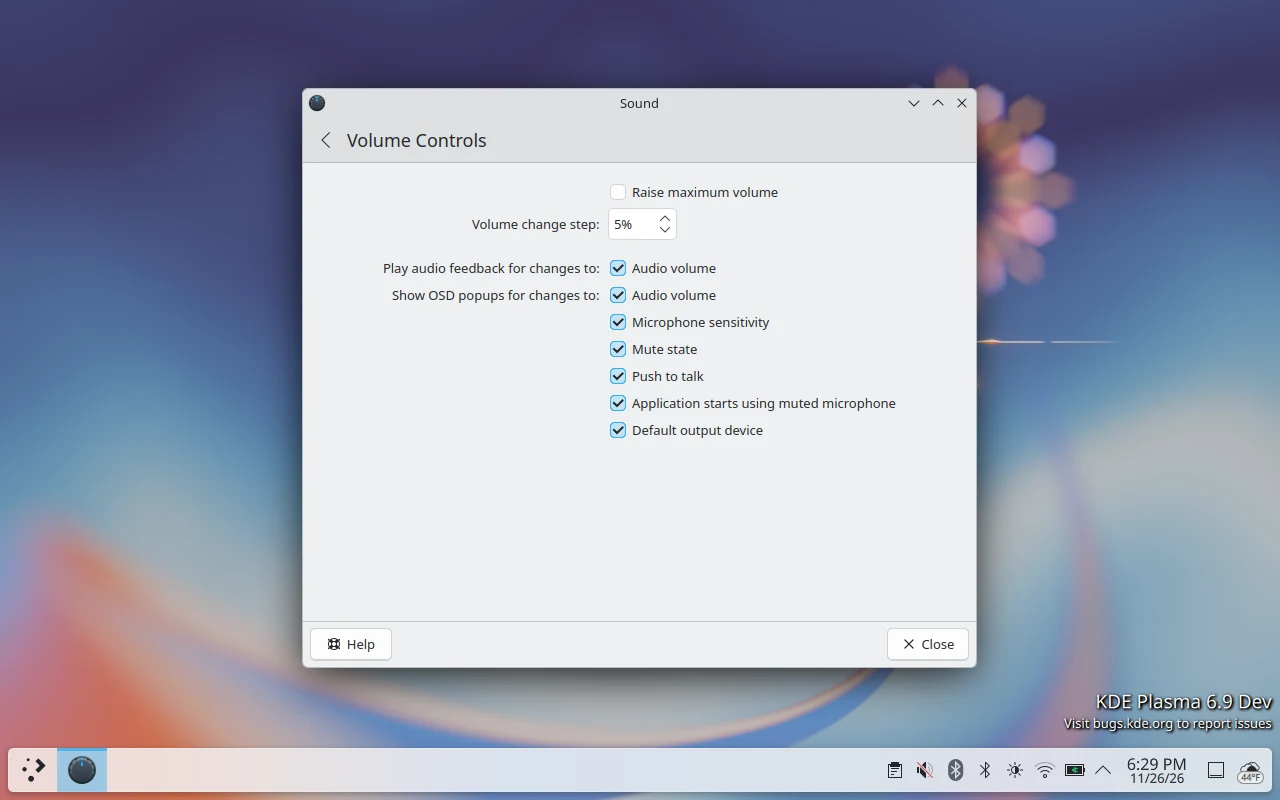 Sound
Volume Controls
Raise maximum volume
Volume change step: 5%
Play audio feedback for changes to: Audio volume
Show OSD popups for changes to: Audio volume
Microphone sensitivity
Mute state
Push to talk
Application starts using muted microphone
Default output device
Help
Close
KDE Plasma 6.9 Dev
Visit bugs.kde.org to report issues
6:29 PM
11/26/26
44°F